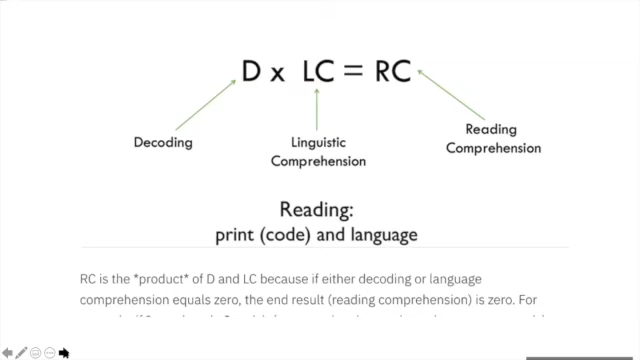 D x LC = RC
Decoding
Linguistic
Comprehension
Reading
Comprehension
Reading:
print (code) and language
RC is the *product* of D and LC because if either decoding or language
comprehension equals zero, the end result (reading comprehension) is zero. For